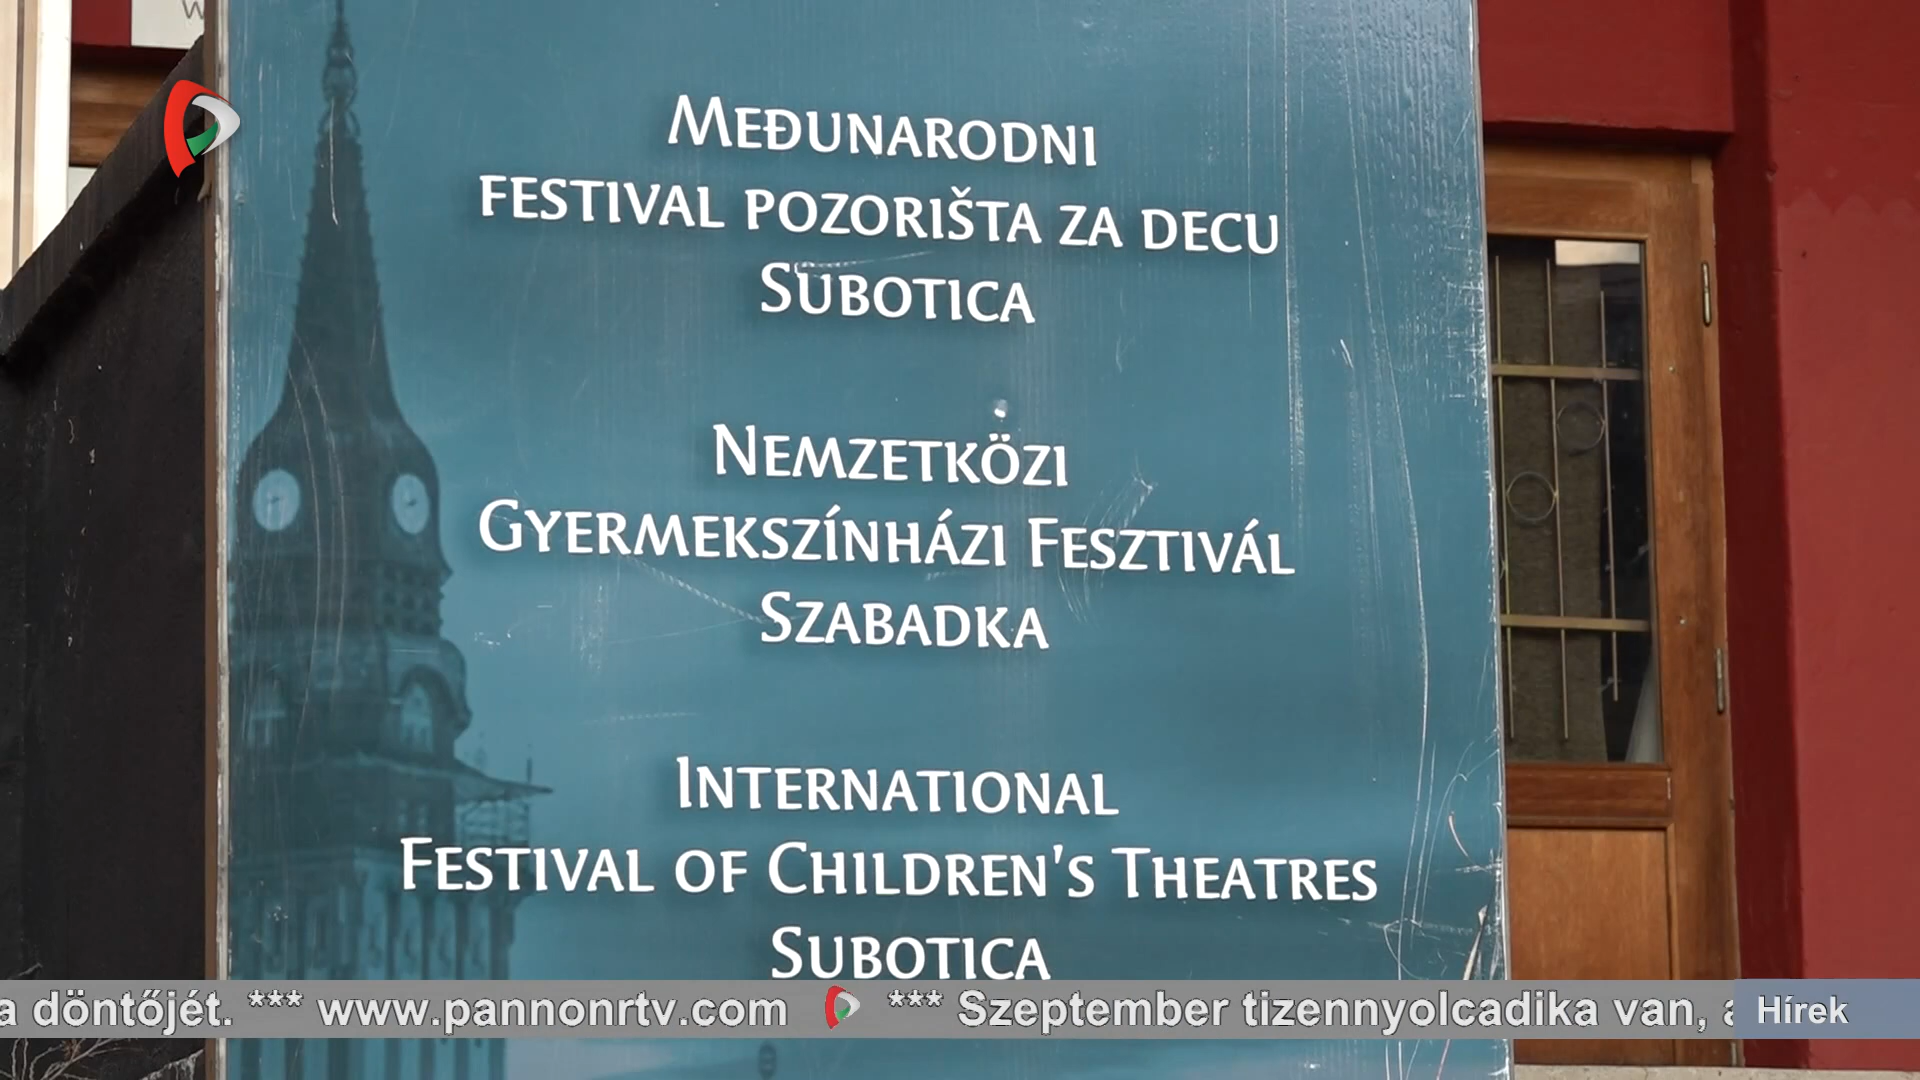 MEĐUNARODNI
FESTIVAL POZORIŠTA ZA DECU
SUBOTICA
NEMZETKÖZI
GYERMEKSZÍNHÁZI FESZTIVÁL
SZABADKA
INTERNATIONAL
FESTIVAL OF CHILDREN'S THEATRES
SUBOTICA
a döntőjét. *** www.pannonrtv.com *** Szeptember tizennyolcadika van, a
Hírek